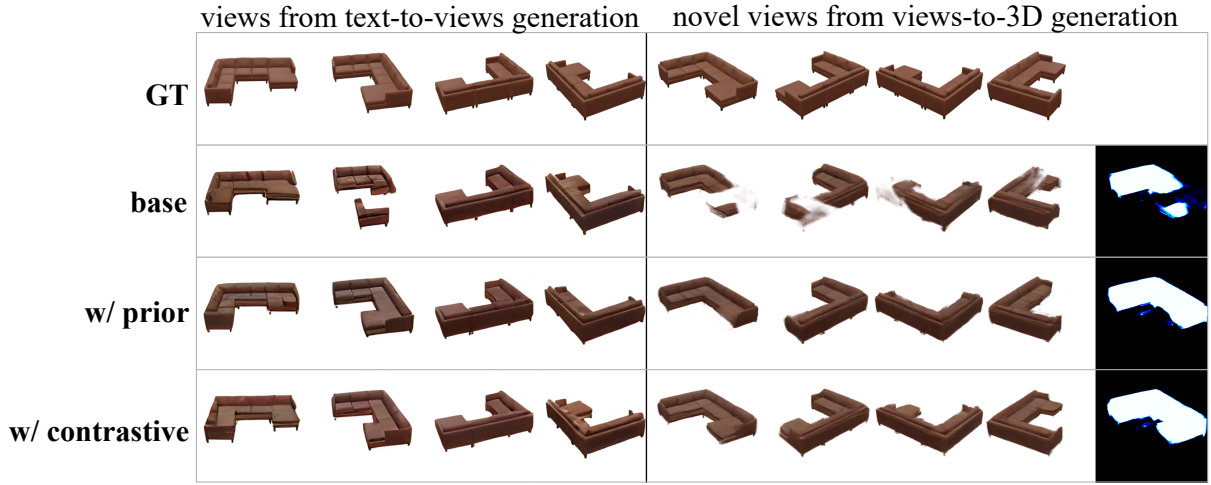 views from text-to-views generation
novel views from views-to-3D generation
GT
base
w/ prior
w/ contrastive